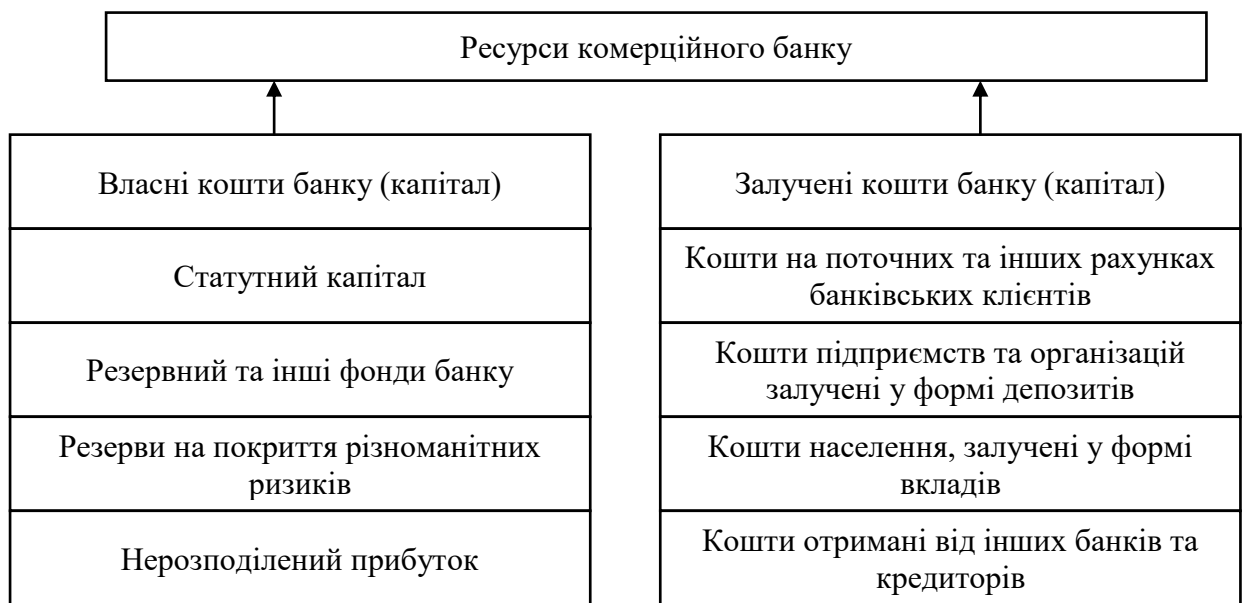 Ресурси комерційного банку
Власні кошти банку (капітал)
Статутний капітал
Резервний та інші фонди банку
Резерви на покриття різноманітних
ризиків
Нерозподілений прибуток
Залучені кошти банку (капітал)
Кошти на поточних та інших рахунках
банківських клієнтів
Кошти підприємств та організацій
залучені у формі депозитів
Кошти населення, залучені у формі
вкладів
Кошти отримані від інших банків та
кредиторів